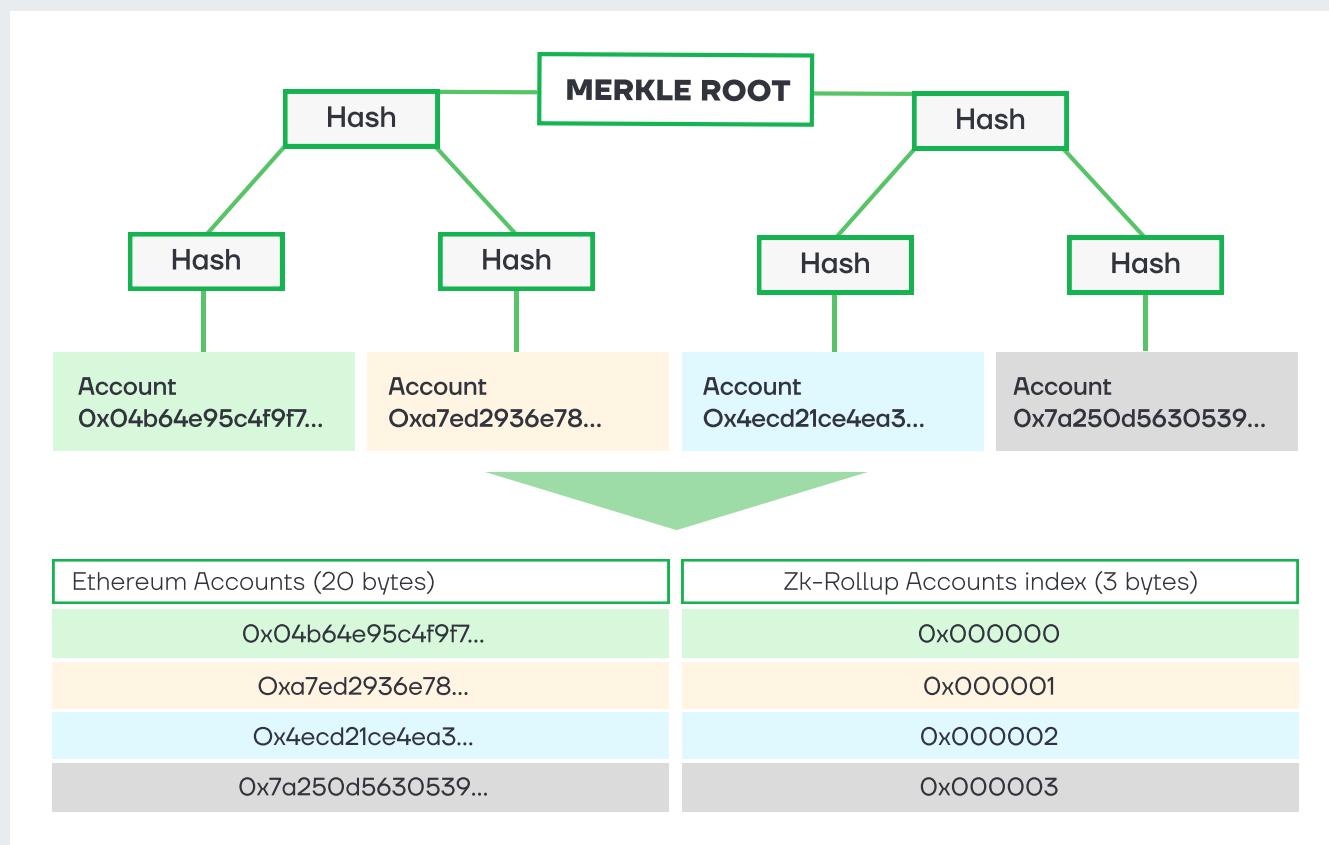 MERKLE ROOT
Hash
Hash
Hash
Hash
Hash
Hash
Account
0x04b64e95c4f9f7...
Account
0xa7ed2936e78...
Account
0x4ecd21ce4ea3...
Account
0x7a250d5630539...
Ethereum Accounts (20 bytes)
Zk-Rollup Accounts index (3 bytes)
0x04b64e95c4f9f7...
0x000000
0xa7ed2936e78...
0x000001
0x4ecd21ce4ea3...
0x000002
0x7a250d5630539...
0x000003